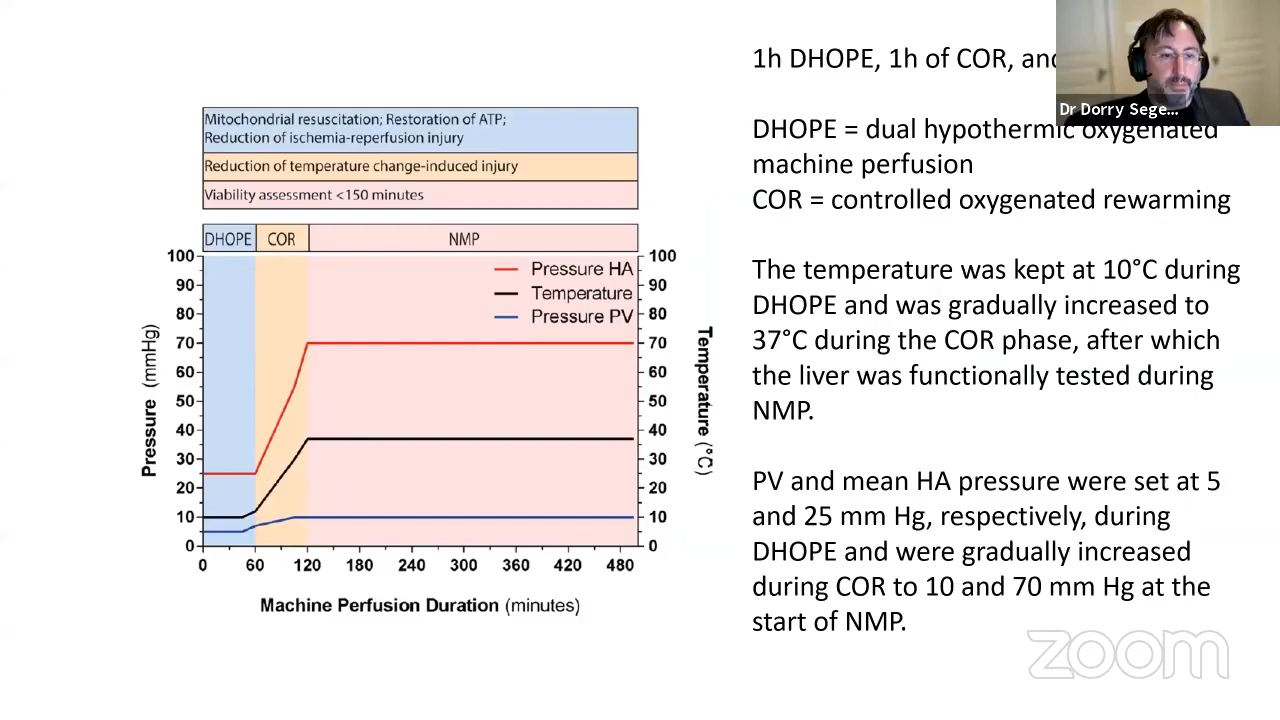 1h DHOPE, 1h of COR, and
Dr Dorry Sege...
DHOPE = dual hypothermic oxygenated
machine perfusion
COR = controlled oxygenated rewarming
The temperature was kept at 10°C during
DHOPE and was gradually increased to
37°C during the COR phase, after which
the liver was functionally tested during
NMP.
PV and mean HA pressure were set at 5
and 25 mm Hg, respectively, during
DHOPE and were gradually increased
during COR to 10 and 70 mm Hg at the
start of NMP.
Mitochondrial resuscitation; Restoration of ATP;
Reduction of ischemia-reperfusion injury
Reduction of temperature change-induced injury
Viability assessment <150 minutes
DHOPE COR NMP
Pressure HA
Temperature
Pressure PV
100 100
90 90
80 80
70 70
60 60
50 50
40 40
30 30
20 20
10 10
0 0
0 60 120 180 240 300 360 420 480
Pressure (mmHg)
Temperature (°C)
Machine Perfusion Duration (minutes)
zoom